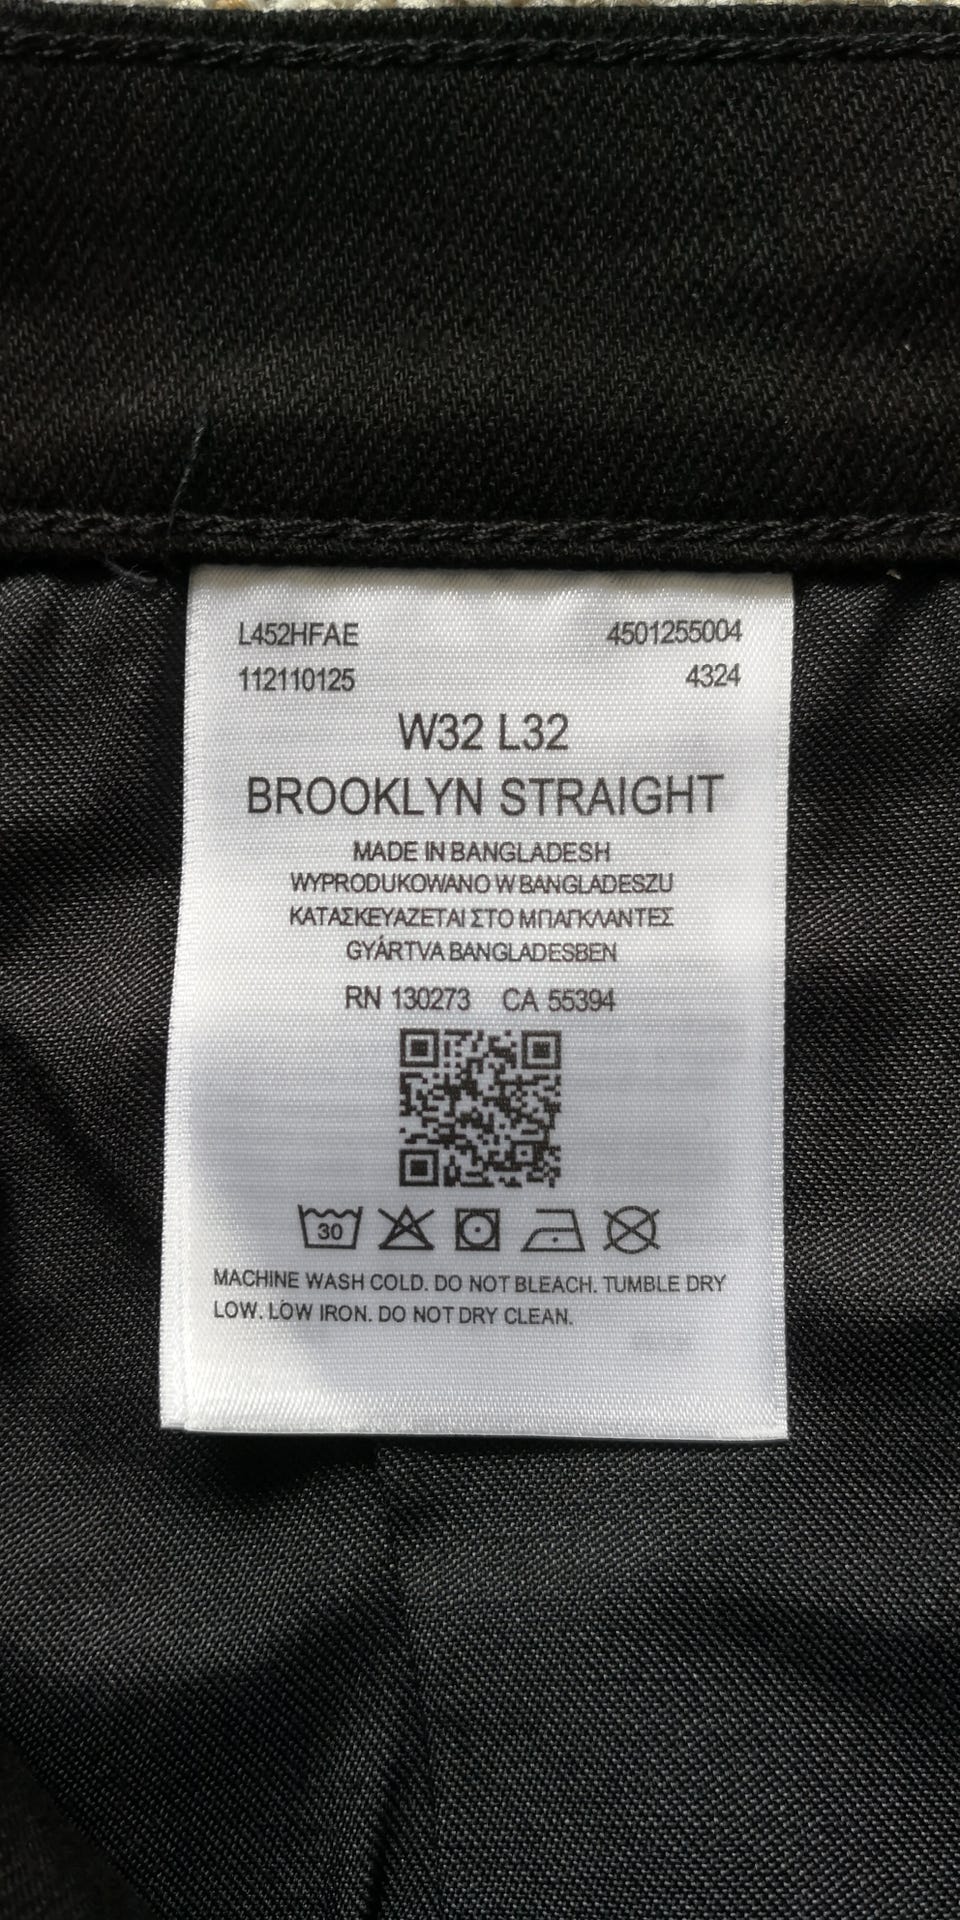 L452HFAE 4501255004
112110125 4324
W32 L32
BROOKLYN STRAIGHT
MADE IN BANGLADESH
WYPRODUKOWANO W BANGLADESZU
ΚΑΤΑΣΚΕΥΑΖΕΤΑΙ ΣΤΟ ΜΠΑΓΚΛΑΝΤΕΣ
GYÁRTVA BANGLADESBEN
RN 130273 CA 55394
30
MACHINE WASH COLD. DO NOT BLEACH. TUMBLE DRY
LOW. LOW IRON. DO NOT DRY CLEAN.